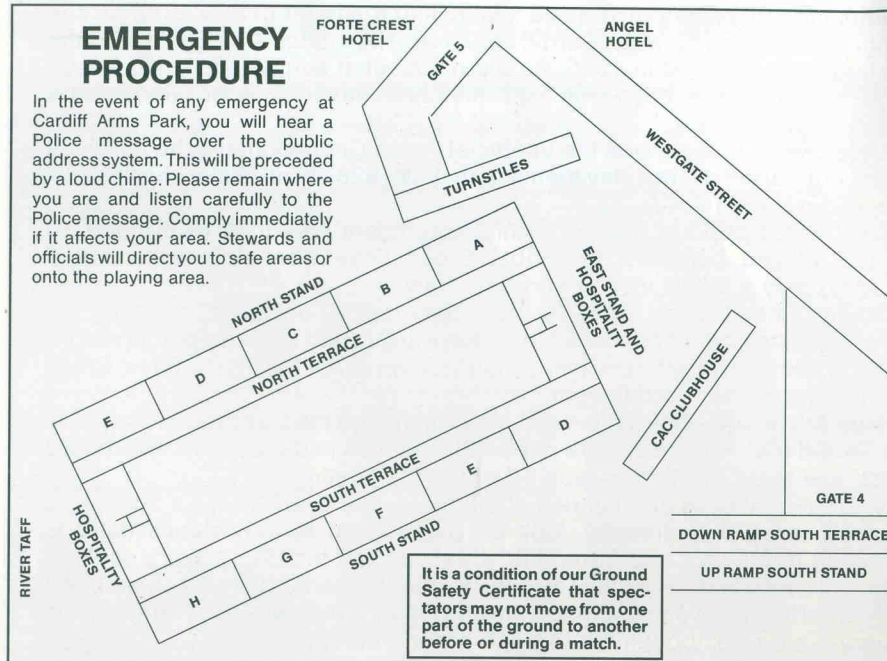 EMERGENCY
PROCEDURE
In the event of any emergency at
Cardiff Arms Park, you will hear a
Police message over the public
address system. This will be preceded
by a loud chime. Please remain where
you are and listen carefully to the
Police message. Comply immediately
if it affects your area. Stewards and
officials will direct you to safe areas or
onto the playing area.
FORTE CREST
HOTEL
GATE 5
ANGEL
HOTEL
WESTGATE STREET
TURNSTILES
NORTH STAND
A
B
C
D
E
NORTH TERRACE
EAST STAND AND
HOSPITALITY
BOXES
CAC CLUBHOUSE
SOUTH TERRACE
D
E
F
G
H
SOUTH STAND
HOSPITALITY
BOXES
RIVER TAFF
GATE 4
DOWN RAMP SOUTH TERRACE
UP RAMP SOUTH STAND
It is a condition of our Ground
Safety Certificate that spec-
tators may not move from one
part of the ground to another
before or during a match.